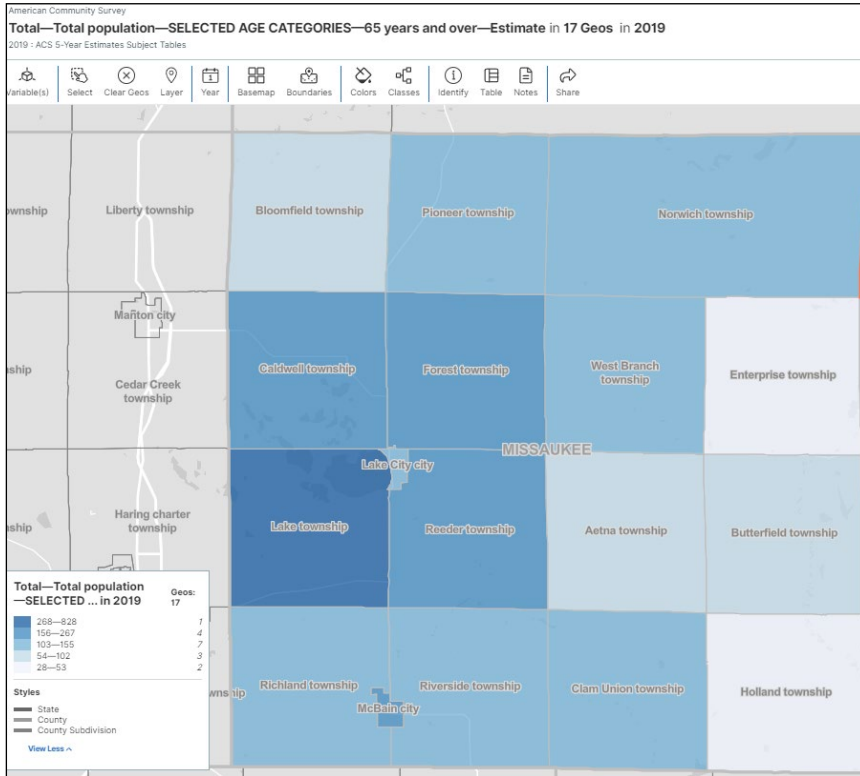 American Community Survey
Total—Total population—SELECTED AGE CATEGORIES—65 years and over—Estimate in 17 Geos in 2019
2019 : ACS 5-Year Estimates Subject Tables
Variable(s) Select Clear Geos Layer Year Basemap Boundaries Colors Classes Identify Table Notes Share
ownship Liberty township Bloomfield township Pioneer township Norwich township
Manton city
ship Cedar Creek township Caldwell township Forest township West Branch township Enterprise township
MISSAUKEE
Lake City city
ship Haring charter township Lake township Reeder township Aetna township Butterfield township
wnship Richland township Riverside township Clam Union township Holland township
McBain city
Total—Total population
—SELECTED ... in 2019
Geos:
17
268—828 1
156—267 4
103—155 7
54—102 3
28—53 2
Styles
State
County
County Subdivision
View Less